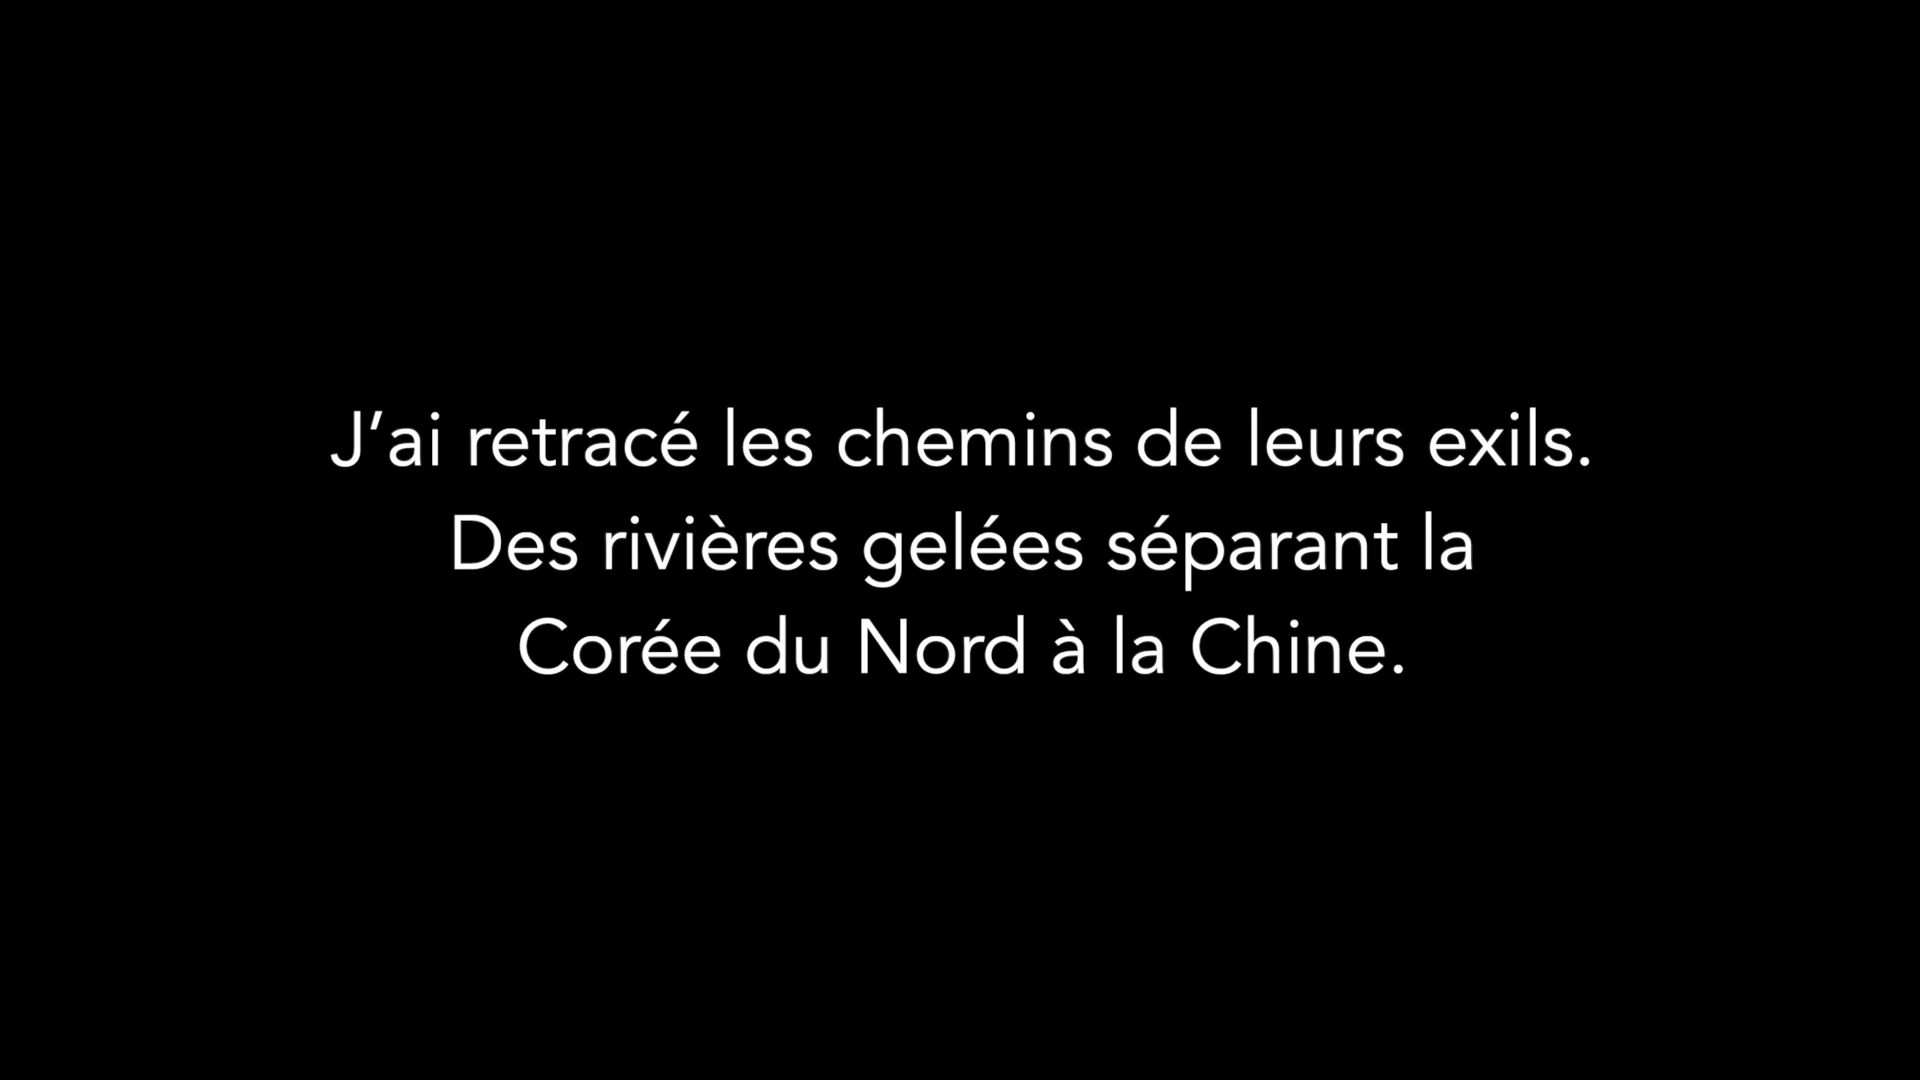 J’ai retracé les chemins de leurs exils.
Des rivières gelées séparant la
Corée du Nord à la Chine.